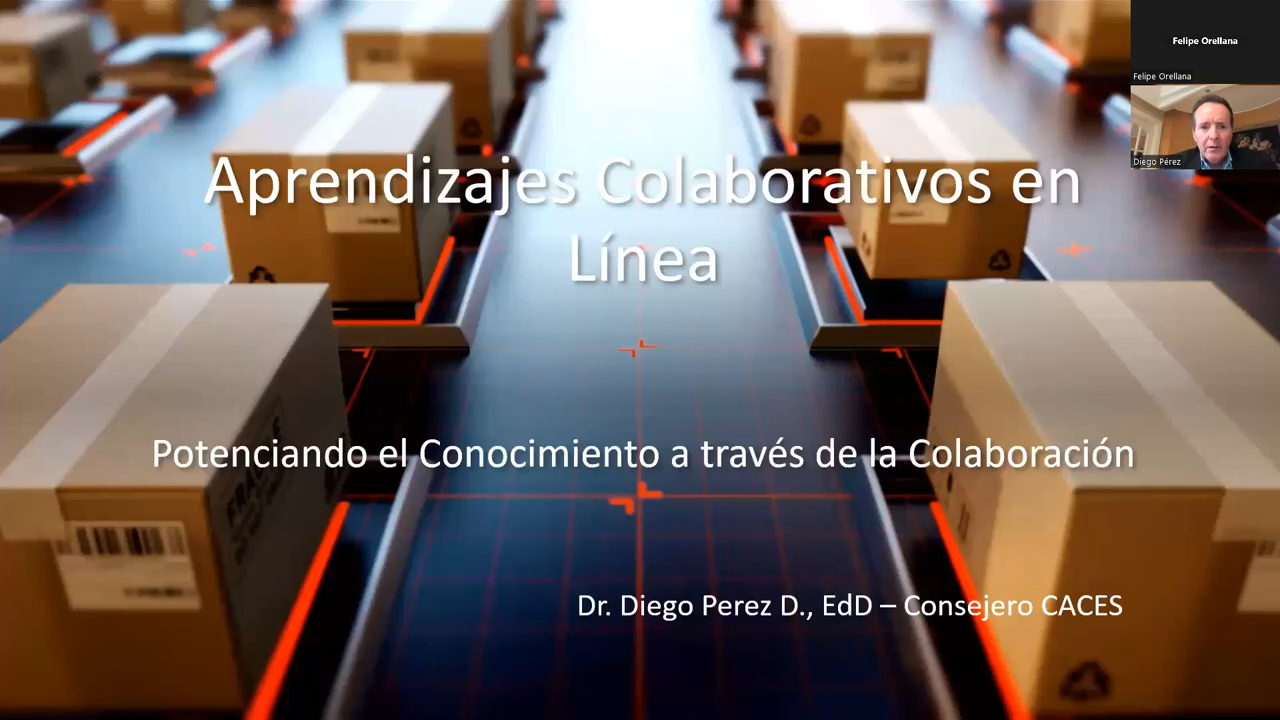 Felipe Orellana
Felipe Orellana
Diego Pérez
Aprendizajes Colaborativos en
Línea
Potenciando el Conocimiento a través de la Colaboración
FRAGILE
Dr. Diego Perez D., EdD – Consejero CACES